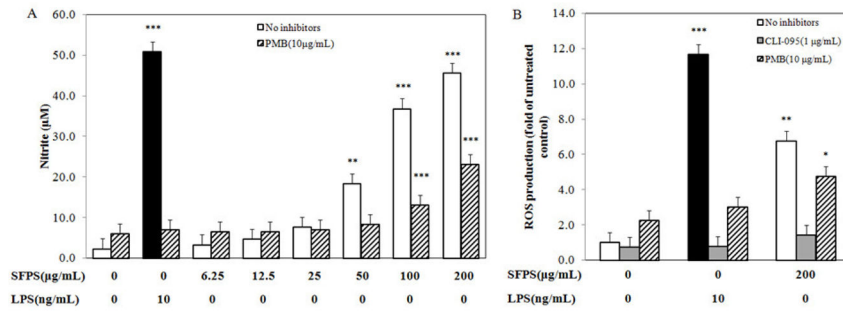 A
60.0
50.0
40.0
30.0
20.0
10.0
0.0
Nitrite (µM)
□No inhibitors
PMB(10µg/mL)
***
**
***
***
***
***
SFPS(µg/mL) 0 0 6.25 12.5 25 50 100 200
LPS(ng/mL) 0 10 0 0 0 0 0 0
B
14.0
12.0
10.0
8.0
6.0
4.0
2.0
0.0
ROS production (fold of untreated
control)
No inhibitors
CLI-095(1 µg/mL)
PMB(10 µg/mL)
***
**
*
SFPS(µg/mL) 0 0 200
LPS(ng/mL) 0 10 0